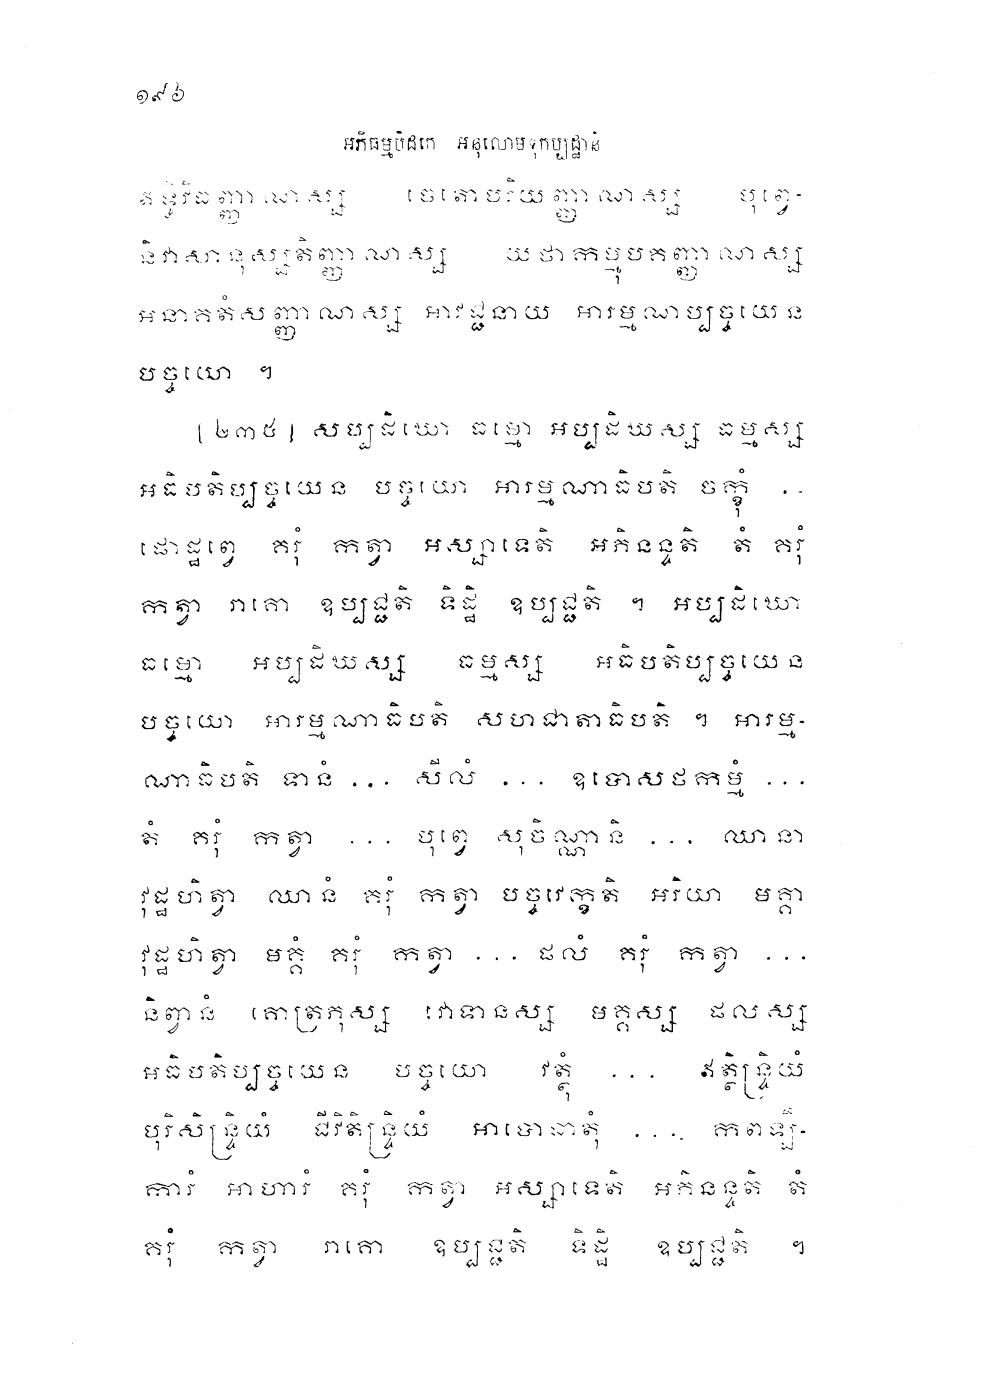 ១៩៦
អភិធម្មបិដកេ អនុលោមទុកប្បដ្ឋានំ
ចេតោបរិយញ្ញាណស្ស បុព្វេ-
និវាសានុស្សតិញ្ញាណស្ស យថាកម្មុបគញ្ញាណស្ស
អនាគតំសញ្ញាណស្ស អាវជ្ជនាយ អារម្មណប្បច្ចយេន
បច្ចយោ ។
[២៣៥] សប្បដិឃោ ធម្មោ អប្បដិឃស្ស ធម្មស្ស
អធិបតិប្បច្ចយេន បច្ចយោ អារម្មណាធិបតិ ចក្ខុំ ..
ផោដ្ឋព្វេ គរុំ កត្វា អស្សាទេតិ អភិនន្ទតិ តំ គរុំ
កត្វា រាគោ ឧប្បជ្ជតិ ទិដ្ឋិ ឧប្បជ្ជតិ ។ អប្បដិឃោ
ធម្មោ អប្បដិឃស្ស ធម្មស្ស អធិបតិប្បច្ចយេន
បច្ចយោ អារម្មណាធិបតិ សហជាតាធិបតិ ។ អារម្ម-
ណាធិបតិ ទានំ ... សីលំ ... ឧបោសថកម្មំ ...
តំ គរុំ កត្វា ... បុព្វេ សុចិណ្ណានិ ... ឈានា
វុដ្ឋហិត្វា ឈានំ គរុំ កត្វា បច្ចវេក្ខតិ អរិយា មគ្គា
វុដ្ឋហិត្វា មគ្គំ គរុំ កត្វា ... ផលំ គរុំ កត្វា ...
និព្វានំ គោត្រភុស្ស វោទានស្ស មគ្គស្ស ផលស្ស
អធិបតិប្បច្ចយេន បច្ចយោ វត្ថុំ ... ឥត្ថិន្ទ្រិយំ
បុរិសិន្ទ្រិយំ ជីវិតិន្ទ្រិយំ អាបោធាតុំ ... កពឡិ-
ការំ អាហារំ គរុំ កត្វា អស្សាទេតិ អភិនន្ទតិ តំ
គរុំ កត្វា រាគោ ឧប្បជ្ជតិ ទិដ្ឋិ ឧប្បជ្ជតិ ។